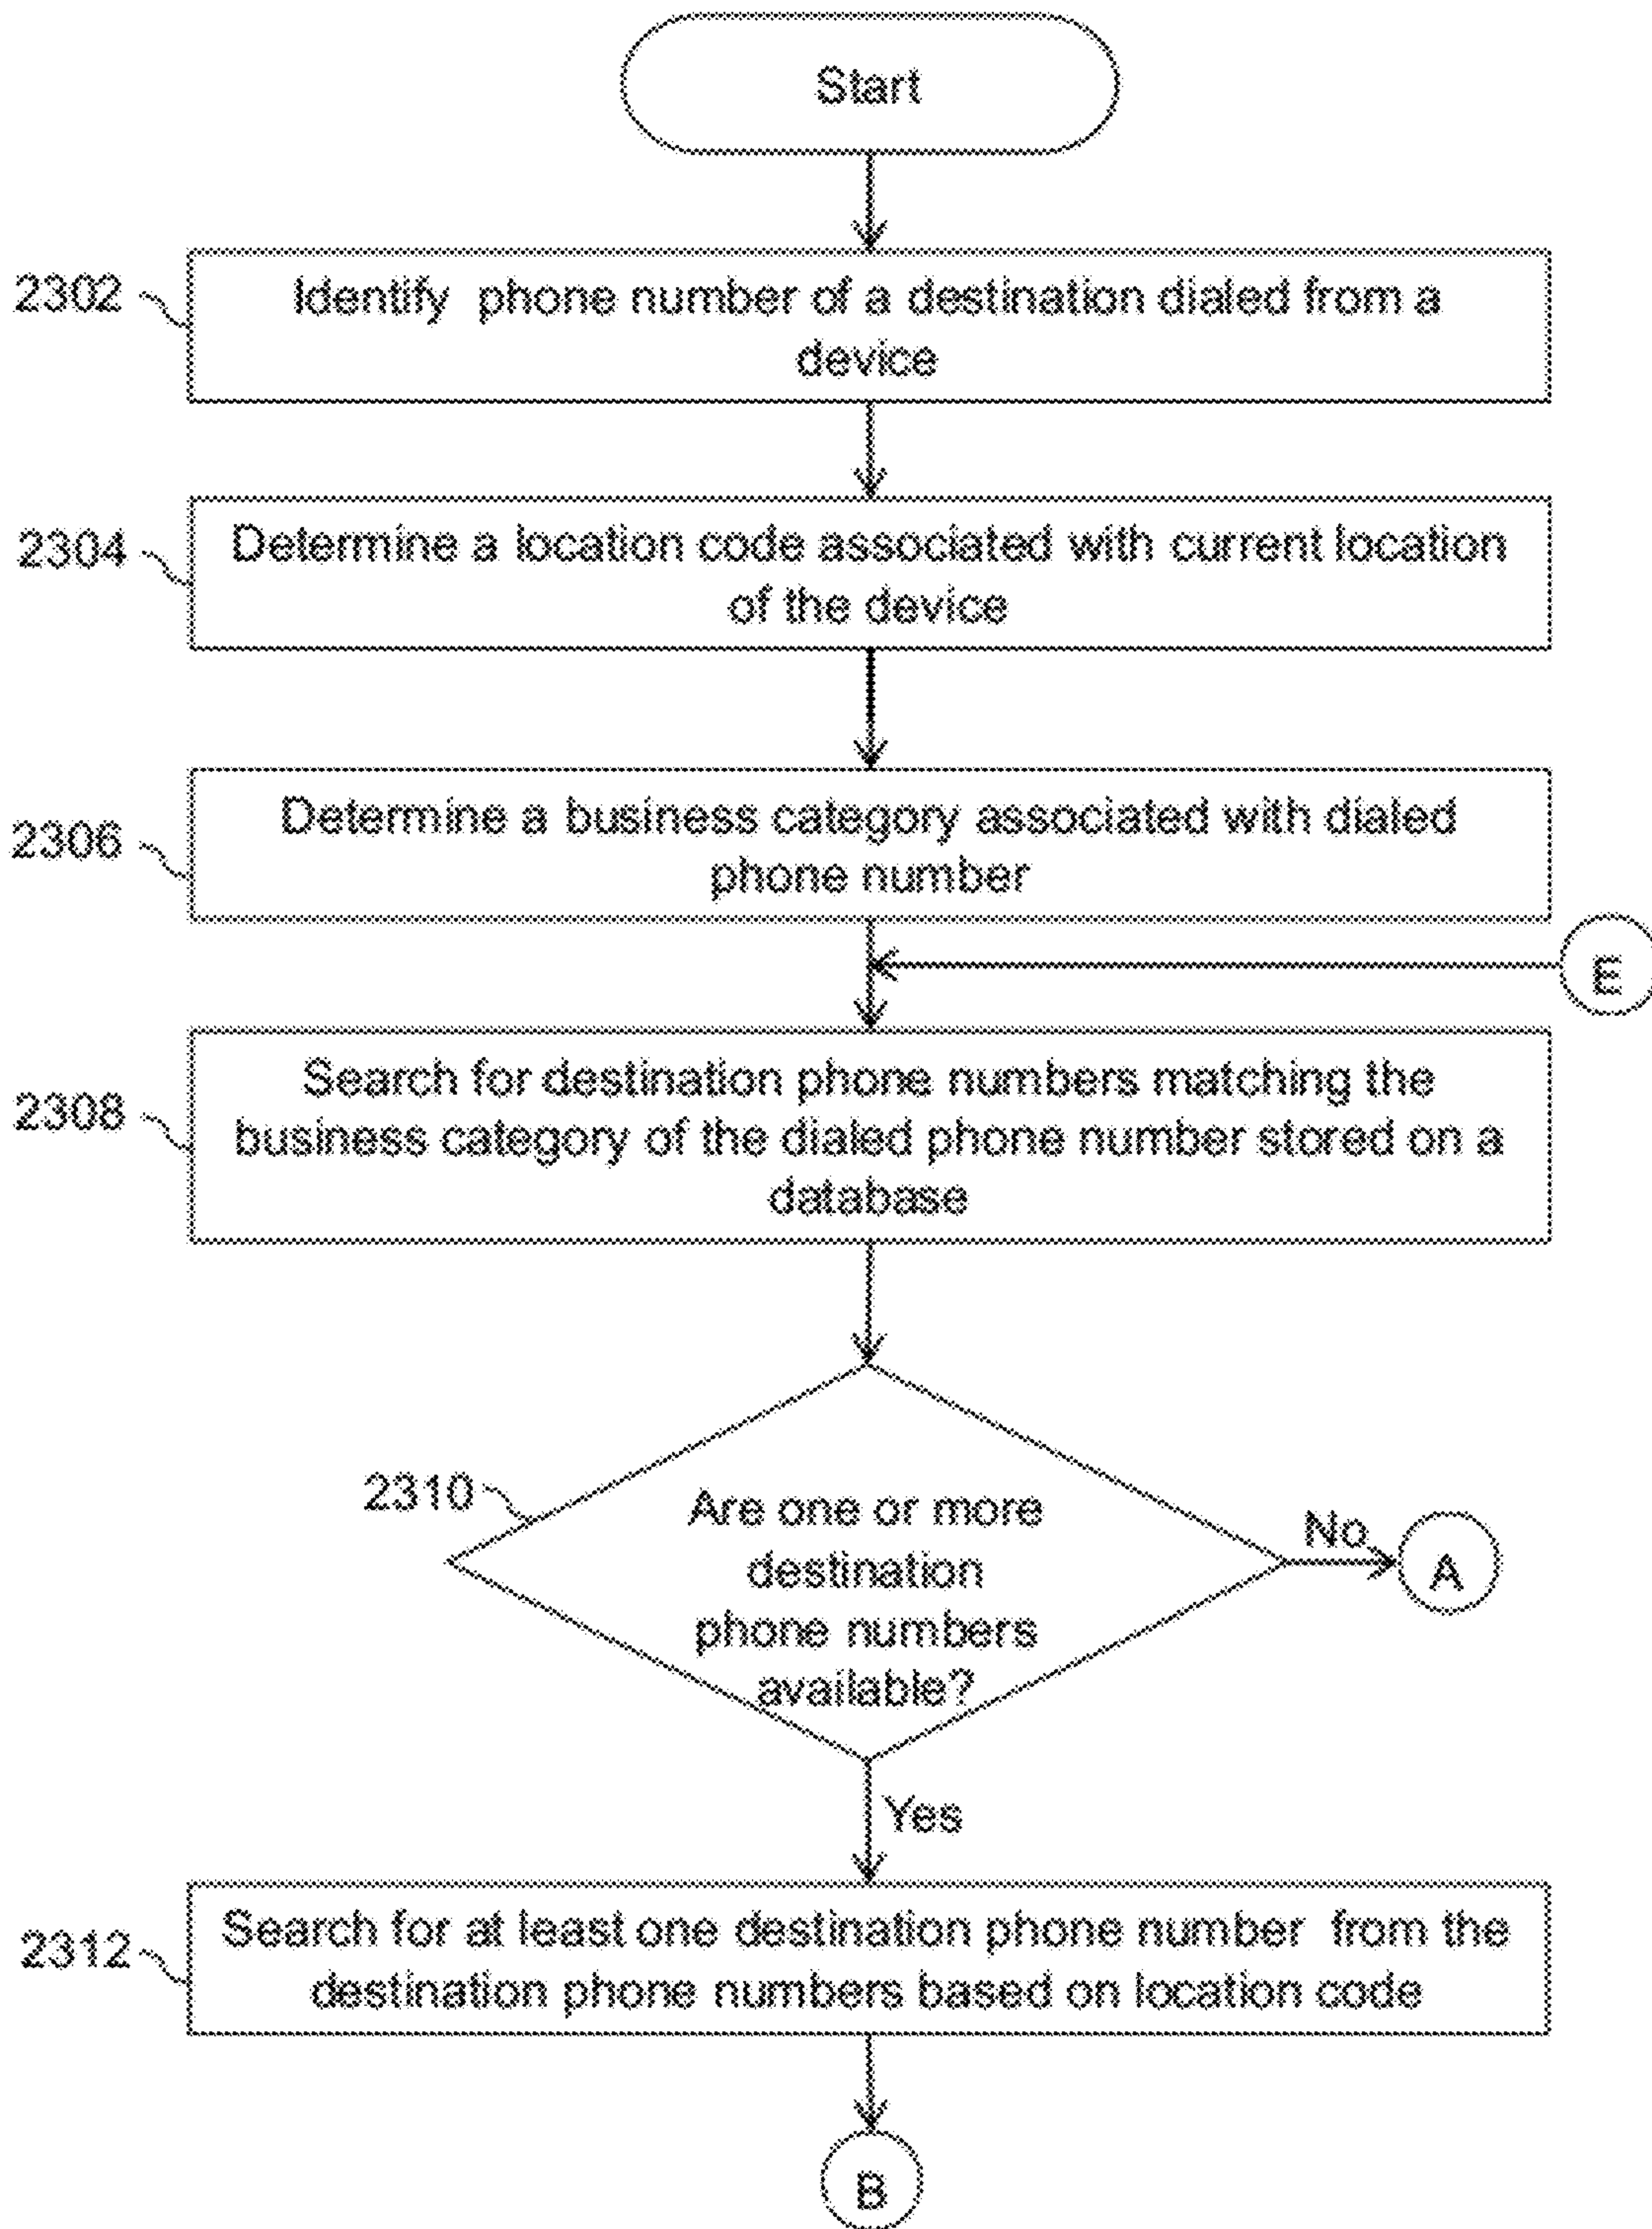 Start
2302
Identify phone number of a destination dialed from a
device
2304
Determine a location code associated with current location
of the device
2306
Determine a business category associated with dialed
phone number
E
2308
Search for destination phone numbers matching the
business category of the dialed phone number stored on a
database
2310
Are one or more
destination
phone numbers
available?
No
A
Yes
2312
Search for at least one destination phone number from the
destination phone numbers based on location code
B